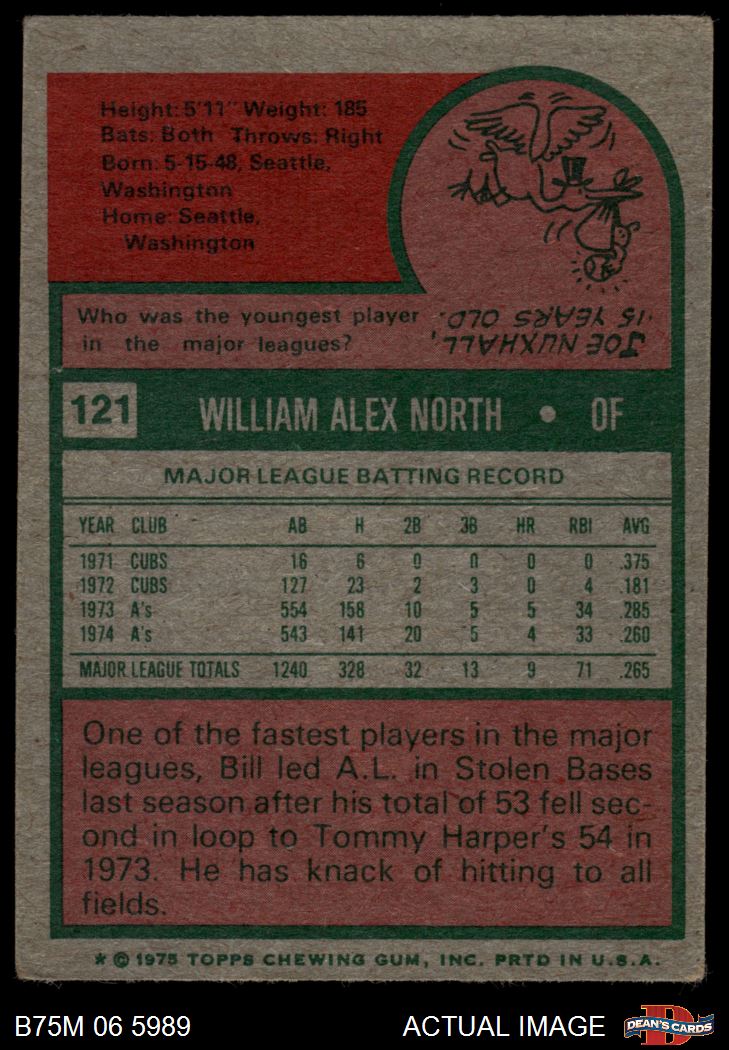 Height: 5'11" Weight: 185
Bats: Both Throws: Right
Born: 5-15-48, Seattle,
Washington
Home: Seattle,
Washington
Who was the youngest player
in the major leagues?
JOE NUXHALL,
15 YEARS OLD.
121 WILLIAM ALEX NORTH • OF
MAJOR LEAGUE BATTING RECORD
YEAR CLUB AB H 2B 3B HR RBI AVG
1971 CUBS 16 6 0 0 0 0 .375
1972 CUBS 127 23 2 3 0 4 .181
1973 A's 554 158 10 5 5 34 .285
1974 A's 543 141 20 5 4 33 .260
MAJOR LEAGUE TOTALS 1240 328 32 13 9 71 .265
One of the fastest players in the major
leagues, Bill led A.L. in Stolen Bases
last season after his total of 53 fell sec-
ond in loop to Tommy Harper's 54 in
1973. He has knack of hitting to all
fields.
* © 1975 TOPPS CHEWING GUM, INC. PRTD IN U.S.A.
B75M 06 5989 ACTUAL IMAGE
D
DEAN'S CARDS